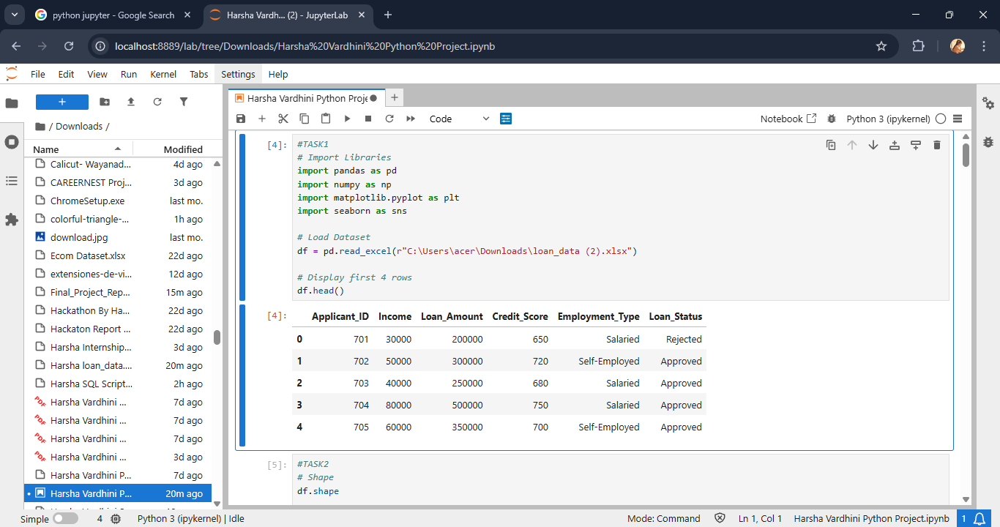 python jupyter - Google Search
Harsha Vardh... (2) - JupyterLab
localhost:8889/lab/tree/Downloads/Harsha%20Vardhini%20Python%20Project.ipynb
File Edit View Run Kernel Tabs Settings Help
Harsha Vardhini Python Proje
/ Downloads /
Code
Notebook
Python 3 (ipykernel)
Name Modified
Calicut- Wayanad... 4d ago
CAREERNEST Proj... 3d ago
ChromeSetup.exe last mo.
colorful-triangle-... 1h ago
download.jpg last mo.
Ecom Dataset.xlsx 22d ago
extensiones-de-vi... 12d ago
Final_Project_Rep... 15m ago
Hackathon By Ha... 22d ago
Hackaton Report ... 22d ago
Harsha Internship... 3d ago
Harsha loan_data.... 20m ago
Harsha SQL Script... 2h ago
Harsha Vardhini ... 7d ago
Harsha Vardhini ... 7d ago
Harsha Vardhini ... 7d ago
Harsha Vardhini ... 3d ago
Harsha Vardhini P... 7d ago
Harsha Vardhini P... 20m ago
[4]: #TASK1
# Import Libraries
import pandas as pd
import numpy as np
import matplotlib.pyplot as plt
import seaborn as sns
# Load Dataset
df = pd.read_excel(r"C:\Users\acer\Downloads\loan_data (2).xlsx")
# Display first 4 rows
df.head()
[4]: Applicant_ID Income Loan_Amount Credit_Score Employment_Type Loan_Status
0 701 30000 200000 650 Salaried Rejected
1 702 50000 300000 720 Self-Employed Approved
2 703 40000 250000 680 Salaried Approved
3 704 80000 500000 750 Salaried Approved
4 705 60000 350000 700 Self-Employed Approved
[5]: #TASK2
# Shape
df.shape
Simple 4 Python 3 (ipykernel) | Idle Mode: Command Ln 1, Col 1 Harsha Vardhini Python Project.ipynb 1